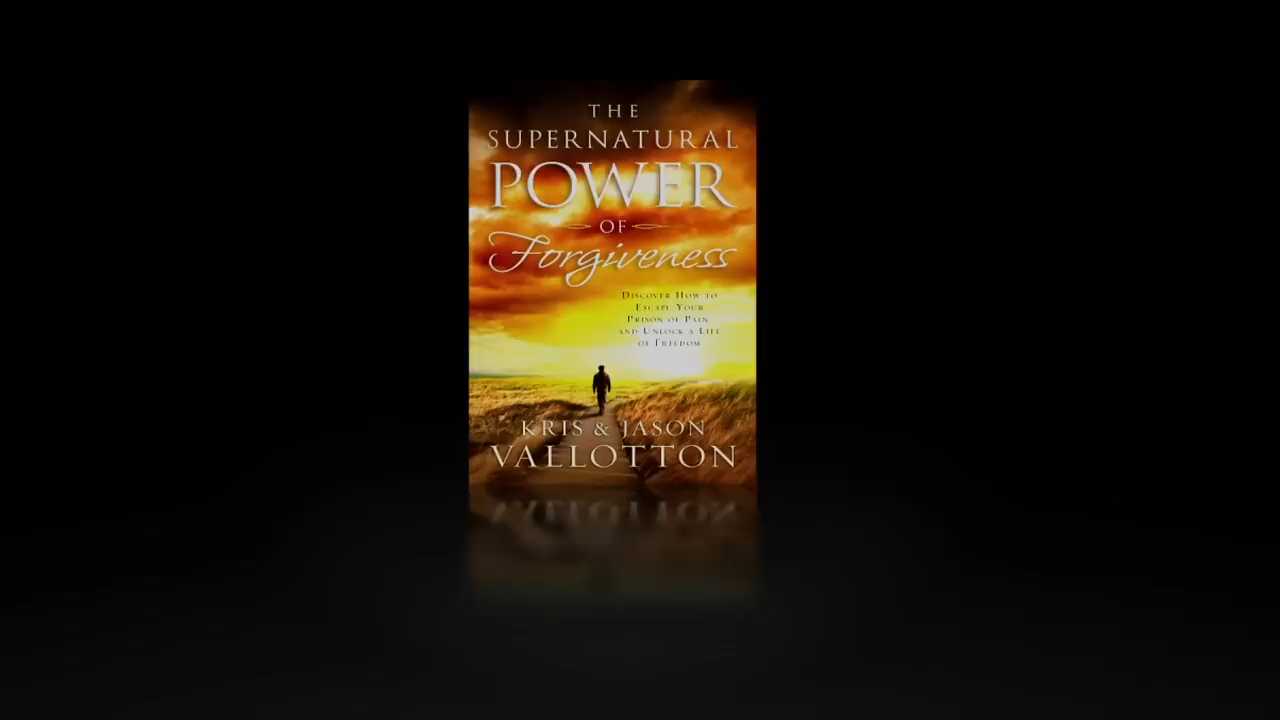 THE
SUPERNATURAL
POWER
OF
Forgiveness
DISCOVER HOW TO
ESCAPE YOUR
PRISON OF PAIN
AND UNLOCK A LIFE
OF FREEDOM
KRIS & JASON
VALLOTTON